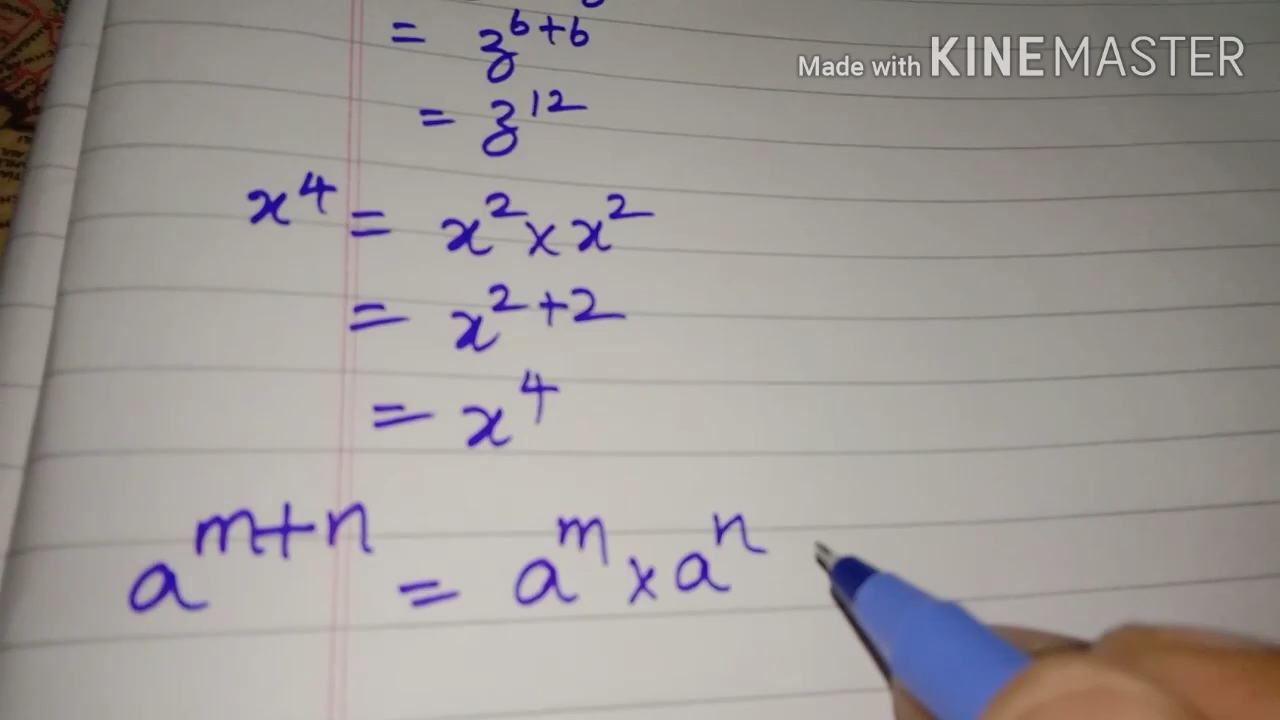 Made with KINEMASTER
= z^6+6
= z^12
x^4 = x^2 × x^2
= x^2+2
= x^4
a^m+n = a^m × a^n